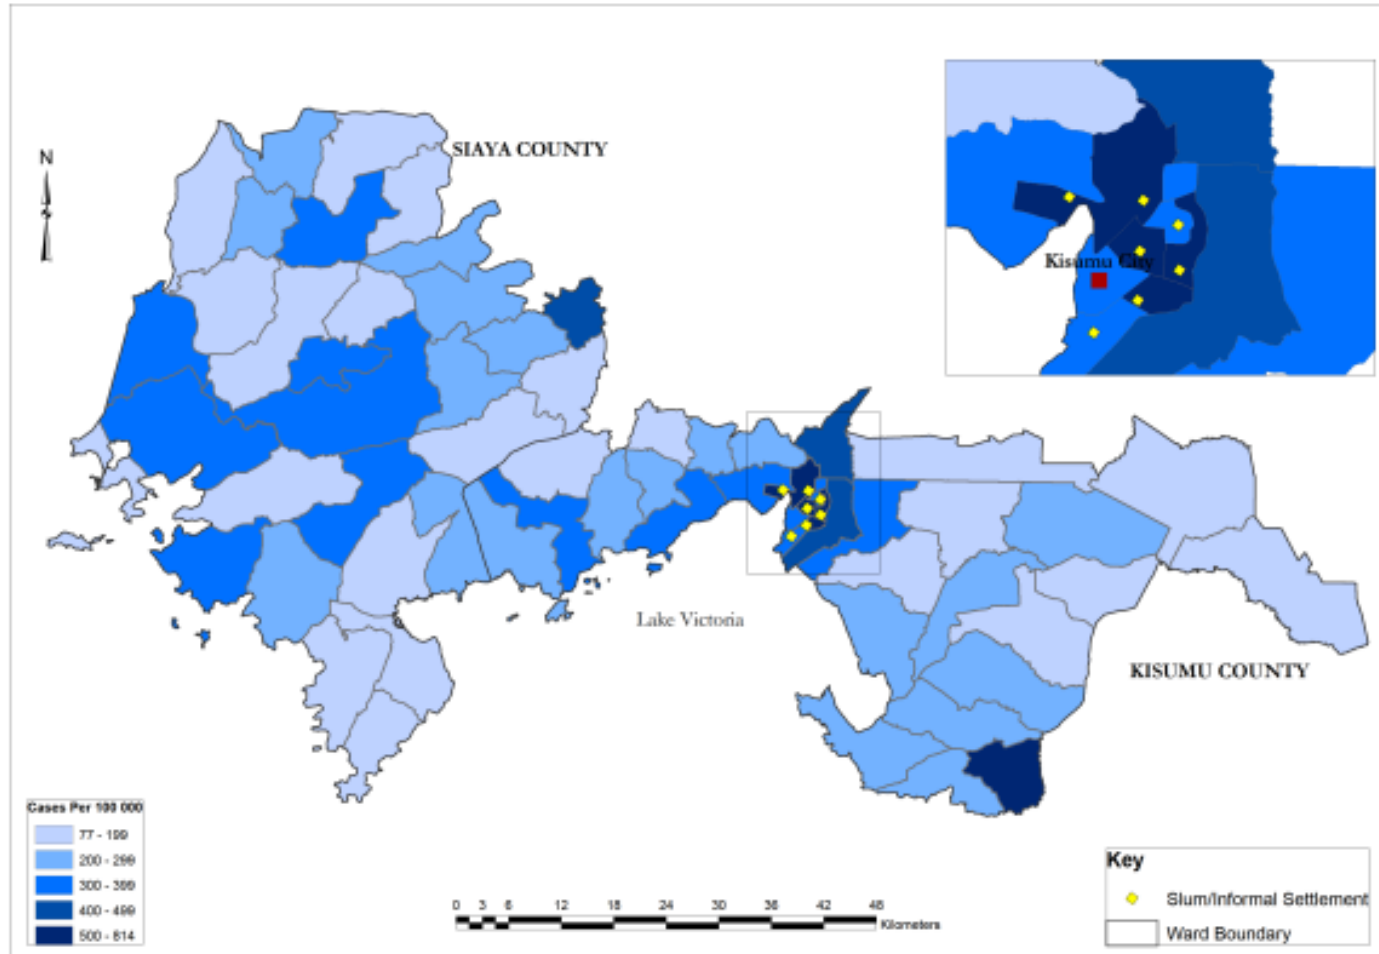 N
SIAYA COUNTY
Kisumu City
Lake Victoria
KISUMU COUNTY
Cases Per 100 000
77 - 199
200 - 299
300 - 399
400 - 499
500 - 814
0 3 6 12 18 24 30 36 42 48
Kilometers
Key
Slum/Informal Settlement
Ward Boundary